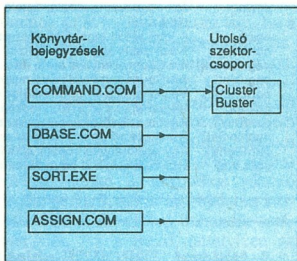 Könyvtár-
bejegyzések
Utolsó
szektor-
csoport
COMMAND.COM
Cluster
Buster
DBASE.COM
SORT.EXE
ASSIGN.COM